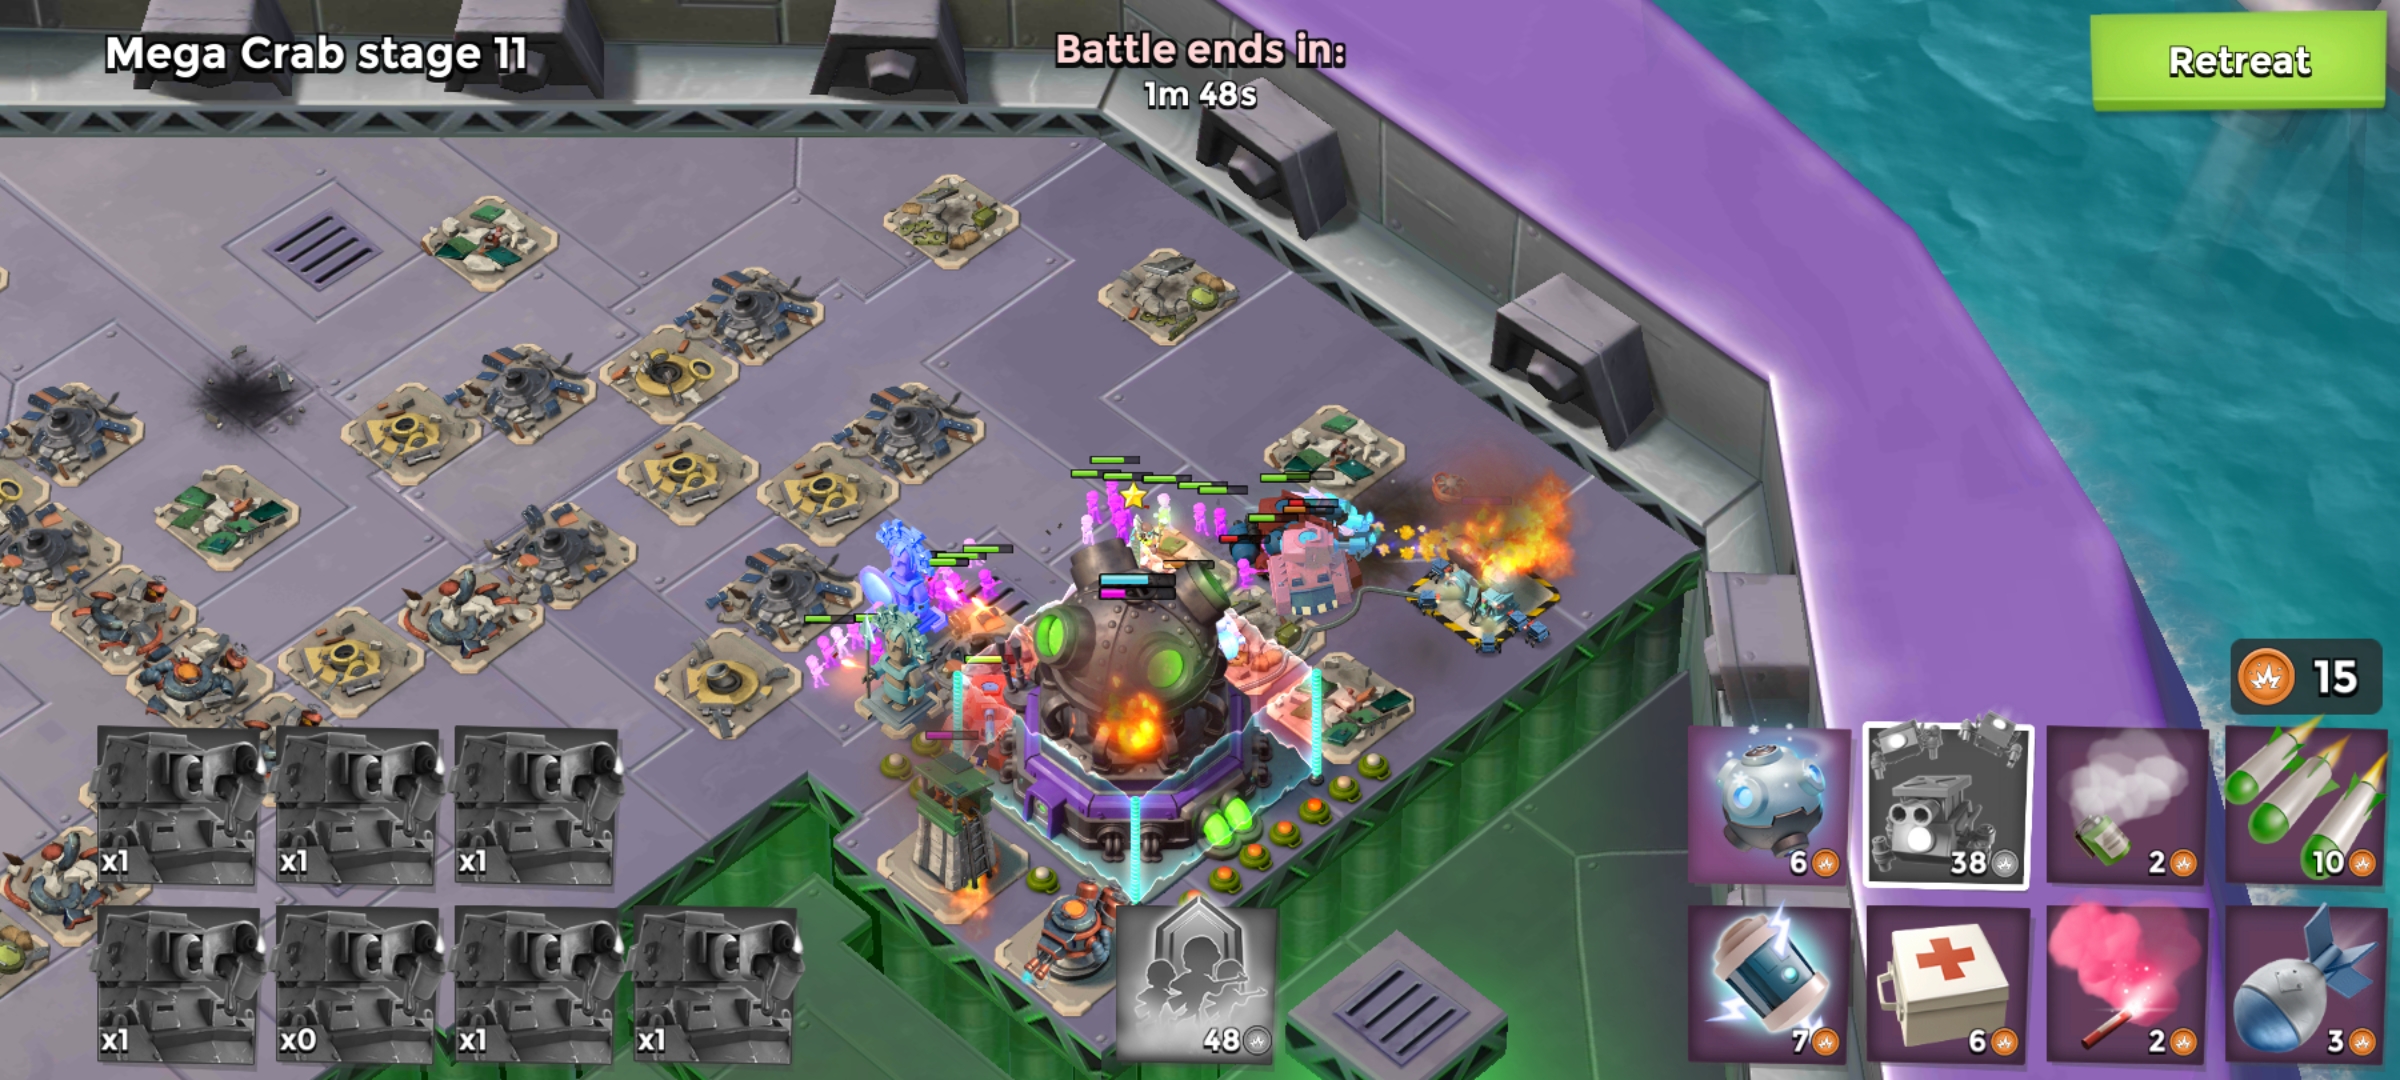 Mega Crab stage 11
Battle ends in:
1m 48s
Retreat
15
x1
x1
x1
6
38
2
10
x1
x0
x1
x1
48
7
6
2
3